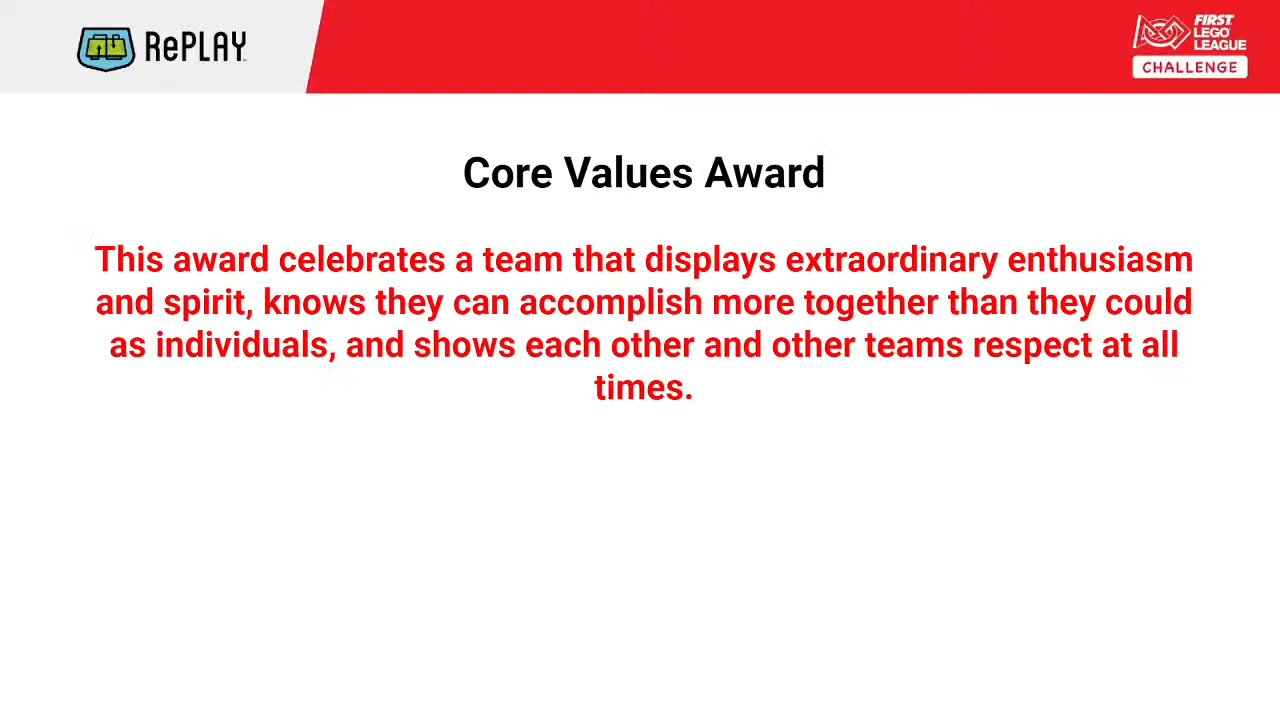 RePLAY
FIRST
LEGO
LEAGUE
CHALLENGE
Core Values Award
This award celebrates a team that displays extraordinary enthusiasm
and spirit, knows they can accomplish more together than they could
as individuals, and shows each other and other teams respect at all
times.